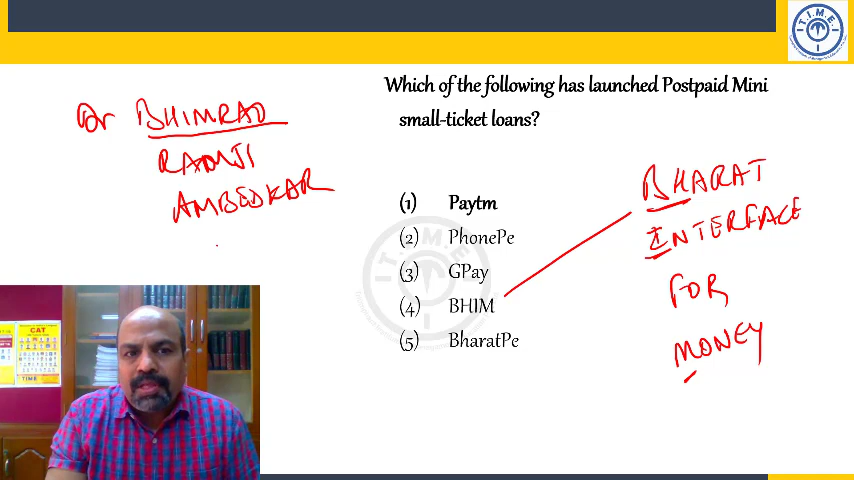 T.I.M.E.
Which of the following has launched Postpaid Mini
small-ticket loans?
Dr BHIMRAO
RAMJI
AMBEDKAR
(1) Paytm
(2) PhonePe
(3) GPay
(4) BHIM
(5) BharatPe
BHARAT
INTERFACE
FOR
MONEY
CAT
TIME